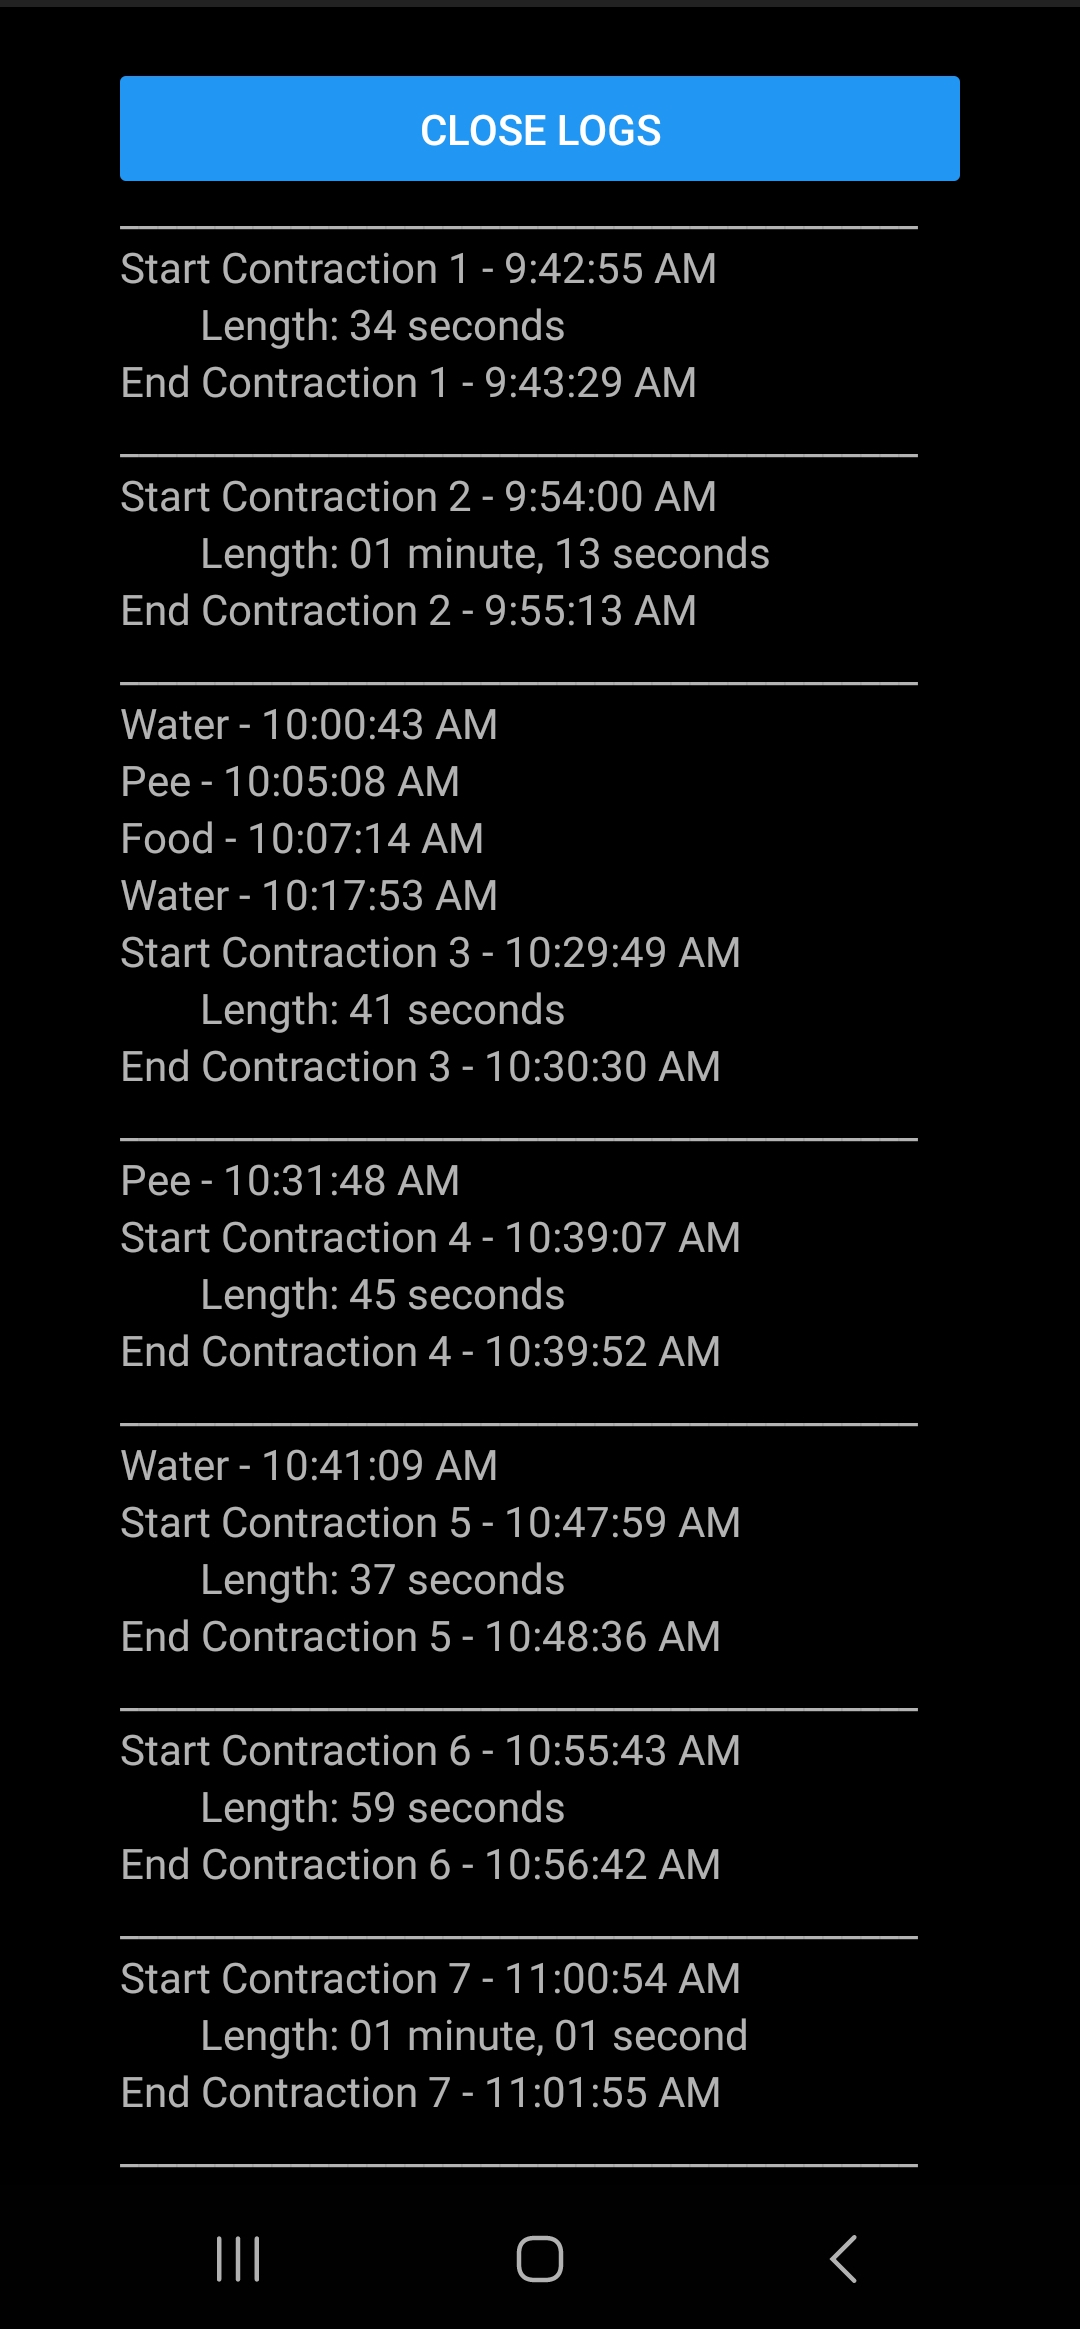 CLOSE LOGS
Start Contraction 1 - 9:42:55 AM
Length: 34 seconds
End Contraction 1 - 9:43:29 AM
Start Contraction 2 - 9:54:00 AM
Length: 01 minute, 13 seconds
End Contraction 2 - 9:55:13 AM
Water - 10:00:43 AM
Pee - 10:05:08 AM
Food - 10:07:14 AM
Water - 10:17:53 AM
Start Contraction 3 - 10:29:49 AM
Length: 41 seconds
End Contraction 3 - 10:30:30 AM
Pee - 10:31:48 AM
Start Contraction 4 - 10:39:07 AM
Length: 45 seconds
End Contraction 4 - 10:39:52 AM
Water - 10:41:09 AM
Start Contraction 5 - 10:47:59 AM
Length: 37 seconds
End Contraction 5 - 10:48:36 AM
Start Contraction 6 - 10:55:43 AM
Length: 59 seconds
End Contraction 6 - 10:56:42 AM
Start Contraction 7 - 11:00:54 AM
Length: 01 minute, 01 second
End Contraction 7 - 11:01:55 AM